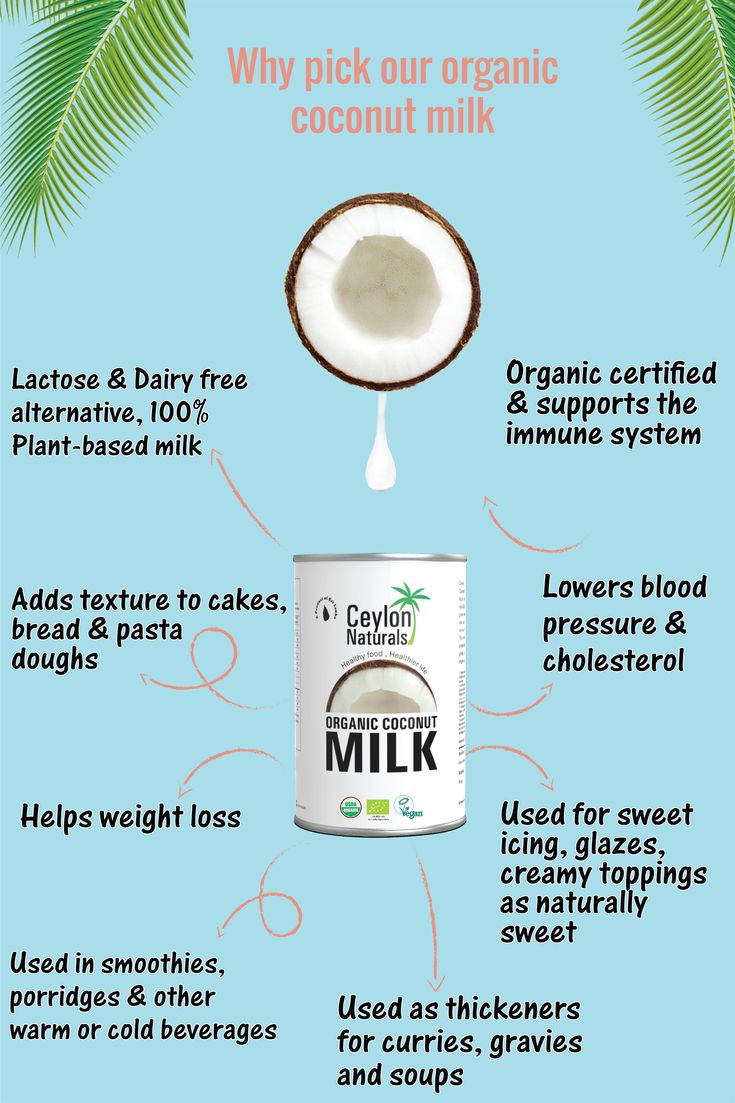 Why pick our organic
coconut milk
Lactose & Dairy free
alternative, 100%
Plant-based milk
Organic certified
& supports the
immune system
Adds texture to cakes,
bread & pasta
doughs
Lowers blood
pressure &
cholesterol
Ceylon
Naturals
Healthy food . Healthier life
ORGANIC COCONUT
MILK
USDA
ORGANIC
Vegan
Helps weight loss
Used for sweet
icing, glazes,
creamy toppings
as naturally
sweet
Used in smoothies,
porridges & other
warm or cold beverages
Used as thickeners
for curries, gravies
and soups